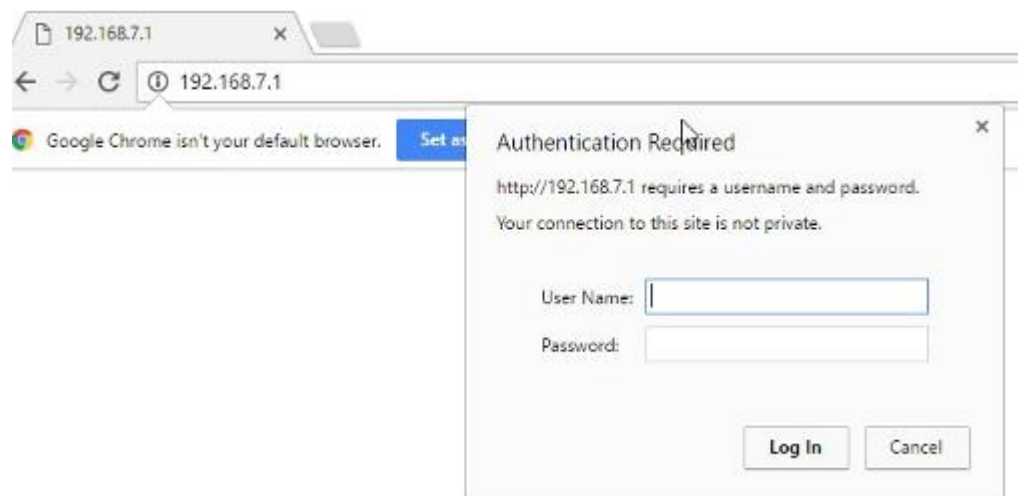 192.168.7.1
192.168.7.1
Google Chrome isn't your default browser. Set as
Authentication Required
http://192.168.7.1 requires a username and password.
Your connection to this site is not private.
User Name:
Password:
Log In Cancel